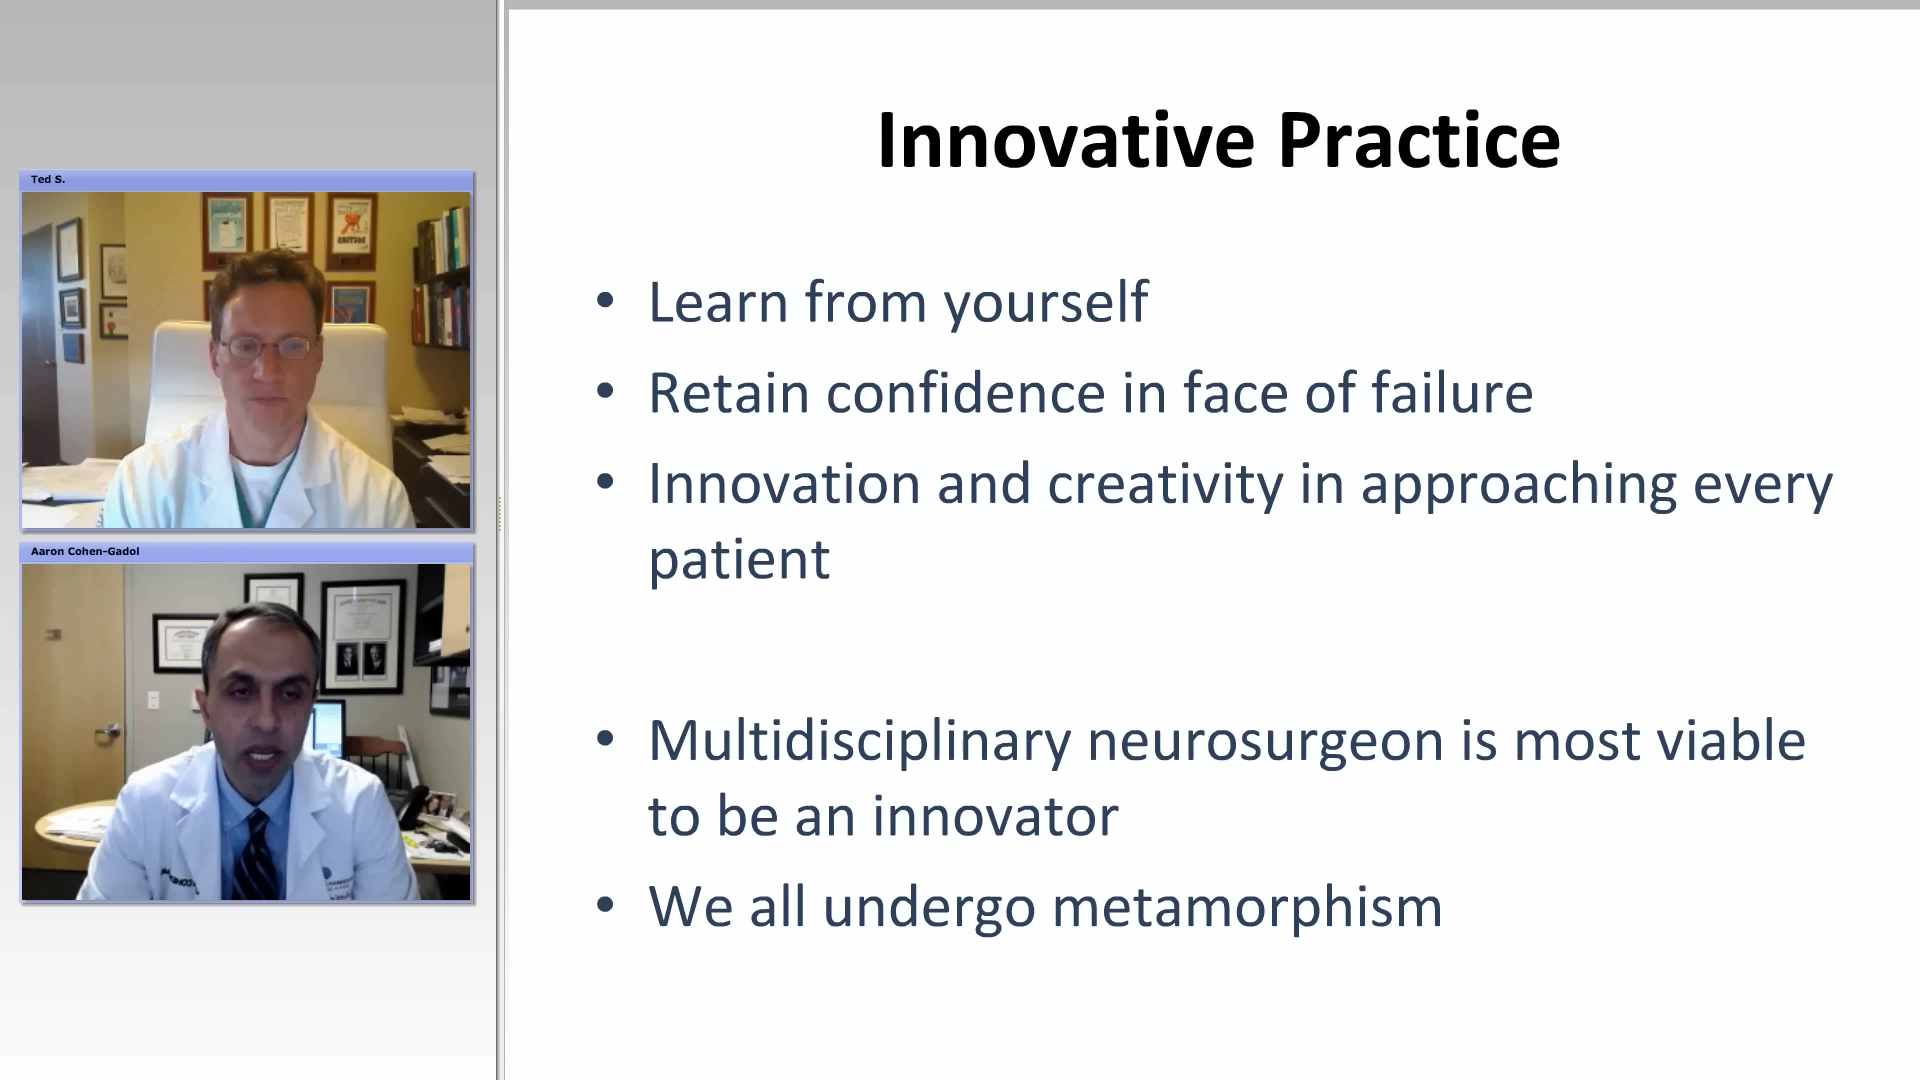 Ted S.
Aaron Cohen-Gadol
Innovative Practice
• Learn from yourself
• Retain confidence in face of failure
• Innovation and creativity in approaching every
patient
• Multidisciplinary neurosurgeon is most viable
to be an innovator
• We all undergo metamorphism